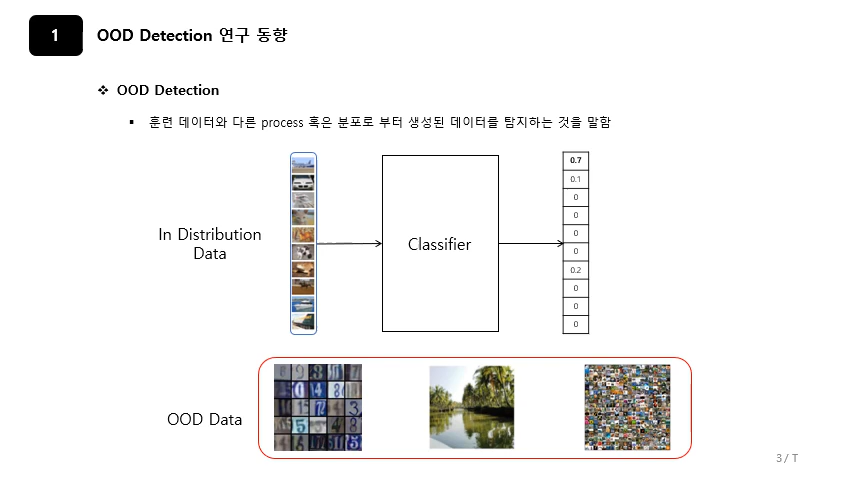 1
OOD Detection 연구 동향
❖ OOD Detection
▪ 훈련 데이터와 다른 process 혹은 분포로 부터 생성된 데이터를 탐지하는 것을 말함
In Distribution
Data
Classifier
0.7
0.1
0
0
0
0
0.2
0
0
0
OOD Data
3 / T